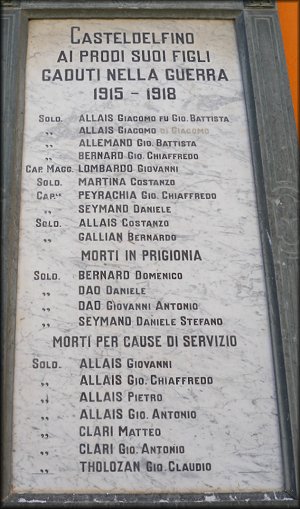 CASTELDELFINO
AI PRODI SUOI FIGLI
CADUTI NELLA GUERRA
1915 - 1918
SOLD. ALLAIS GIACOMO FU GIO. BATTISTA
„ ALLAIS GIACOMO DI GIACOMO
„ ALLEMAND GIO. BATTISTA
„ BERNARD GIO. CHIAFFREDO
CAP. MAGG. LOMBARDO GIOVANNI
SOLD. MARTINA COSTANZO
CAP.LE PEYRACHIA GIO. CHIAFFREDO
„ SEYMAND DANIELE
SOLD. ALLAIS COSTANZO
„ GALLIAN BERNARDO
MORTI IN PRIGIONIA
SOLD. BERNARD DOMENICO
„ DAO DANIELE
„ DAO GIOVANNI ANTONIO
„ SEYMAND DANIELE STEFANO
MORTI PER CAUSE DI SERVIZIO
SOLD. ALLAIS GIOVANNI
„ ALLAIS GIO. CHIAFFREDO
„ ALLAIS PIETRO
„ ALLAIS GIO. ANTONIO
„ CLARI MATTEO
„ CLARI GIO. ANTONIO
„ THOLOZAN GIO. CLAUDIO